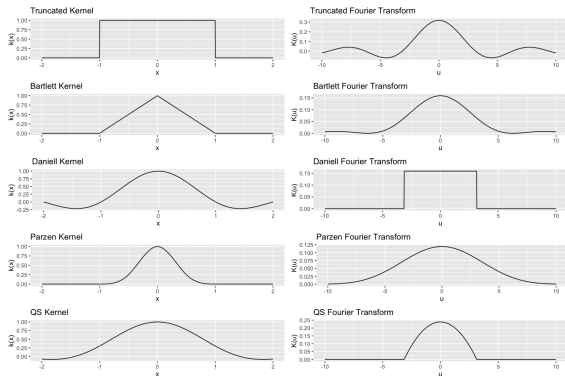 Truncated Kernel
k(x)
1.00
0.75
0.50
0.25
0.00
-2 -1 0 1 2
x
Truncated Fourier Transform
K(u)
0.3
0.2
0.1
0.0
-10 -5 0 5 10
u
Bartlett Kernel
k(x)
1.00
0.75
0.50
0.25
0.00
-2 -1 0 1 2
x
Bartlett Fourier Transform
K(u)
0.15
0.10
0.05
0.00
-10 -5 0 5 10
u
Daniell Kernel
k(x)
1.00
0.75
0.50
0.25
0.00
-0.25
-2 -1 0 1 2
x
Daniell Fourier Transform
K(u)
0.15
0.10
0.05
0.00
-10 -5 0 5 10
u
Parzen Kernel
k(x)
1.00
0.75
0.50
0.25
0.00
-2 -1 0 1 2
x
Parzen Fourier Transform
K(u)
0.125
0.100
0.075
0.050
0.025
0.000
-10 -5 0 5 10
u
QS Kernel
k(x)
1.00
0.75
0.50
0.25
0.00
-2 -1 0 1 2
x
QS Fourier Transform
K(u)
0.25
0.20
0.15
0.10
0.05
0.00
-10 -5 0 5 10
u